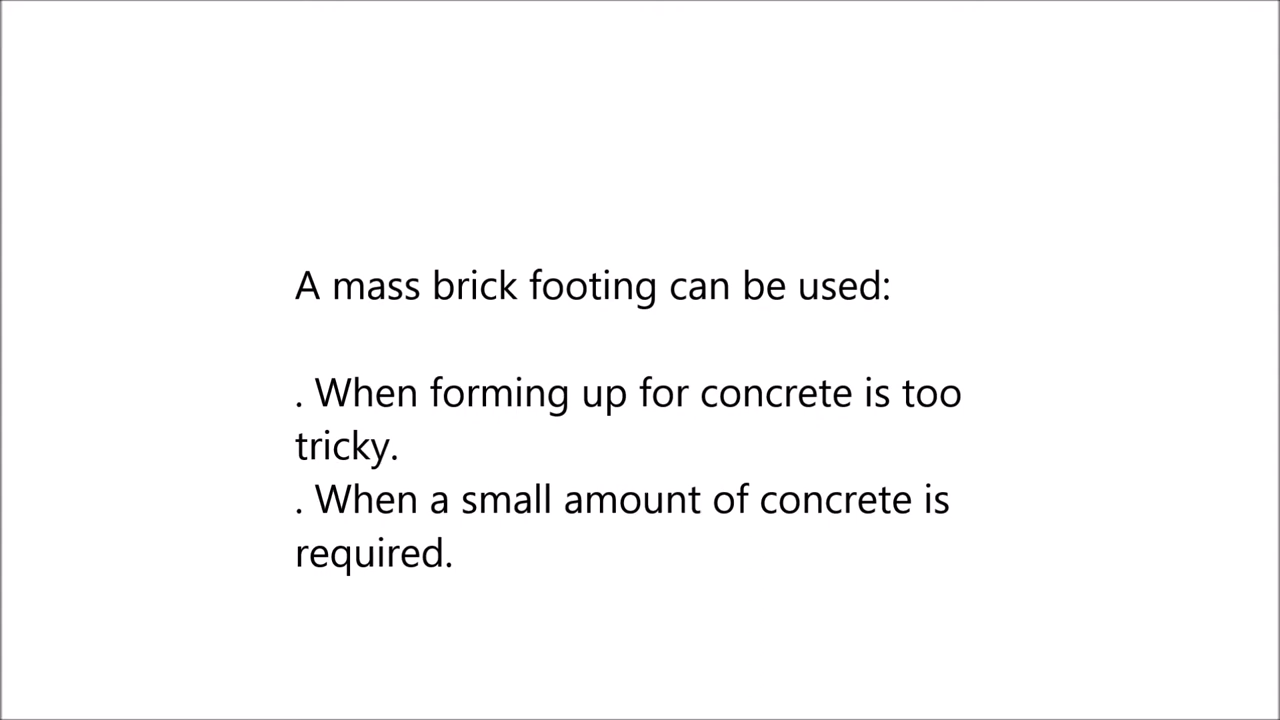 A mass brick footing can be used:
. When forming up for concrete is too
tricky.
. When a small amount of concrete is
required.